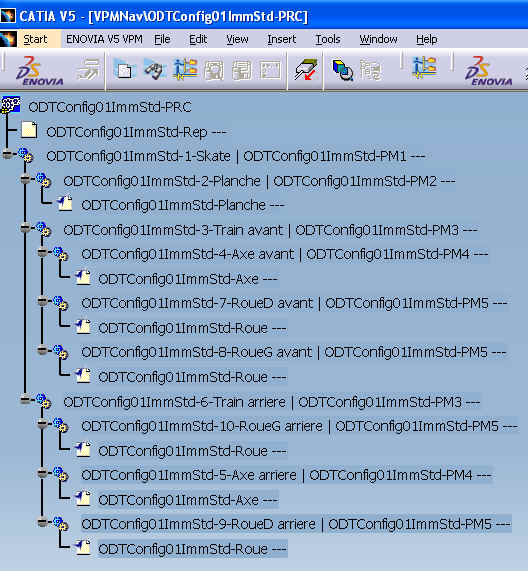 CATIA V5 - [VPMNav\ODTConfig01ImmStd-PRC]
Start ENOVIA V5 VPM File Edit View Insert Tools Window Help
ENOVIA ENOVIA
ODTConfig01ImmStd-PRC
ODTConfig01ImmStd-Rep ---
ODTConfig01ImmStd-1-Skate | ODTConfig01ImmStd-PM1 ---
ODTConfig01ImmStd-2-Planche | ODTConfig01ImmStd-PM2 ---
ODTConfig01ImmStd-Planche ---
ODTConfig01ImmStd-3-Train avant | ODTConfig01ImmStd-PM3 ---
ODTConfig01ImmStd-4-Axe avant | ODTConfig01ImmStd-PM4 ---
ODTConfig01ImmStd-Axe ---
ODTConfig01ImmStd-7-RoueD avant | ODTConfig01ImmStd-PM5 ---
ODTConfig01ImmStd-Roue ---
ODTConfig01ImmStd-8-RoueG avant | ODTConfig01ImmStd-PM5 ---
ODTConfig01ImmStd-Roue ---
ODTConfig01ImmStd-6-Train arriere | ODTConfig01ImmStd-PM3 ---
ODTConfig01ImmStd-10-RoueG arriere | ODTConfig01ImmStd-PM5 ---
ODTConfig01ImmStd-Roue ---
ODTConfig01ImmStd-5-Axe arriere | ODTConfig01ImmStd-PM4 ---
ODTConfig01ImmStd-Axe ---
ODTConfig01ImmStd-9-RoueD arriere | ODTConfig01ImmStd-PM5 ---
ODTConfig01ImmStd-Roue ---